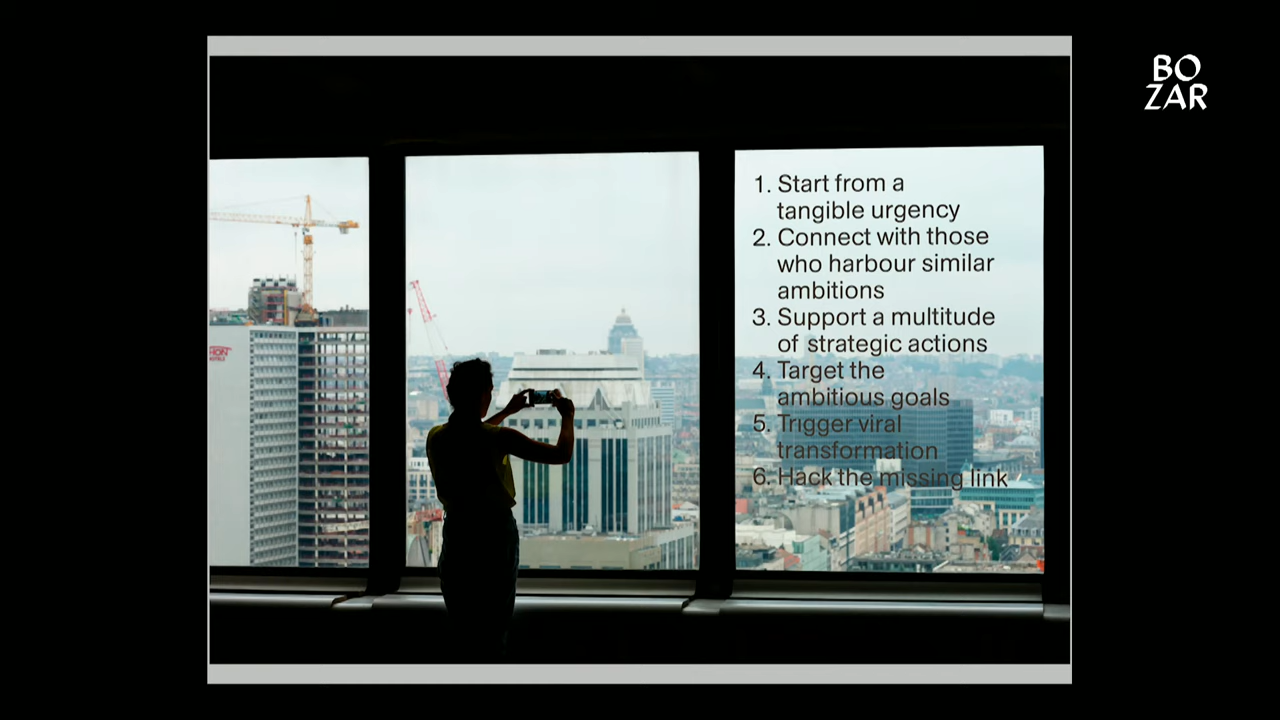 BO
ZAR
1. Start from a
tangible urgency
2. Connect with those
who harbour similar
ambitions
3. Support a multitude
of strategic actions
4. Target the
ambitious goals
5. Trigger viral
transformation
6. Hack the missing link